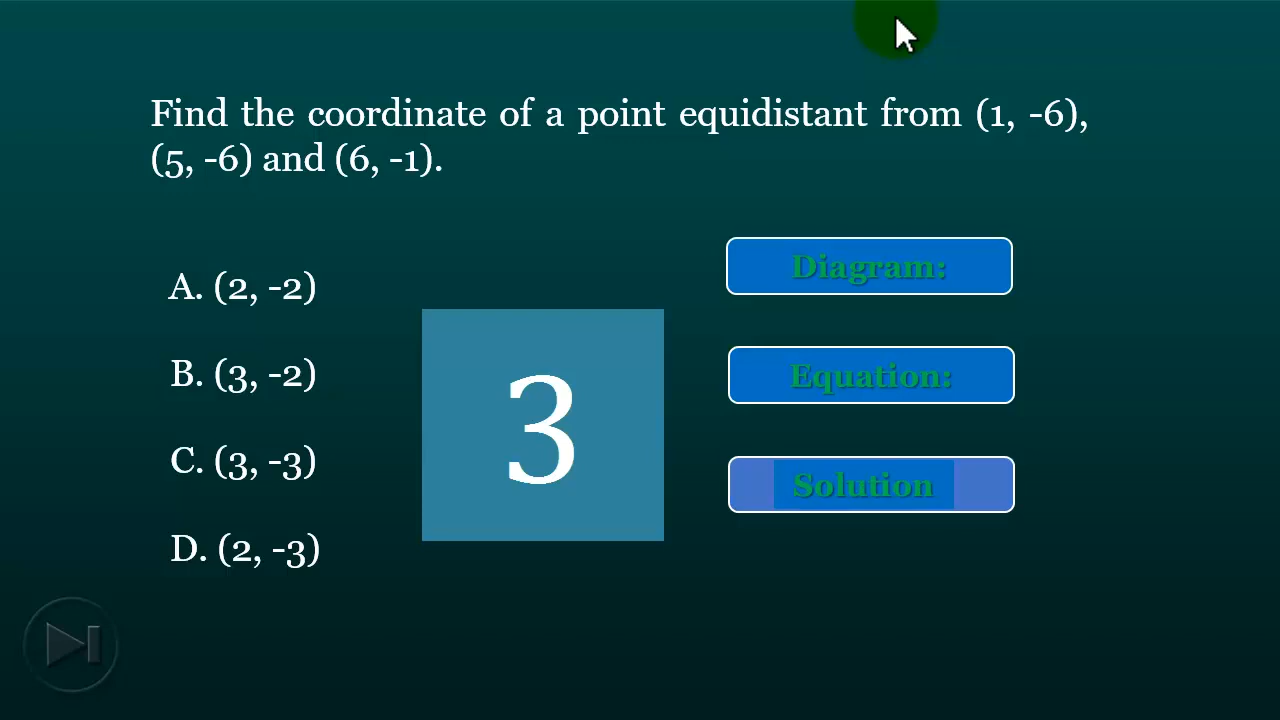 Find the coordinate of a point equidistant from (1, -6),
(5, -6) and (6, -1).
A. (2, -2)
B. (3, -2)
C. (3, -3)
D. (2, -3)
3
Diagram:
Equation:
Solution